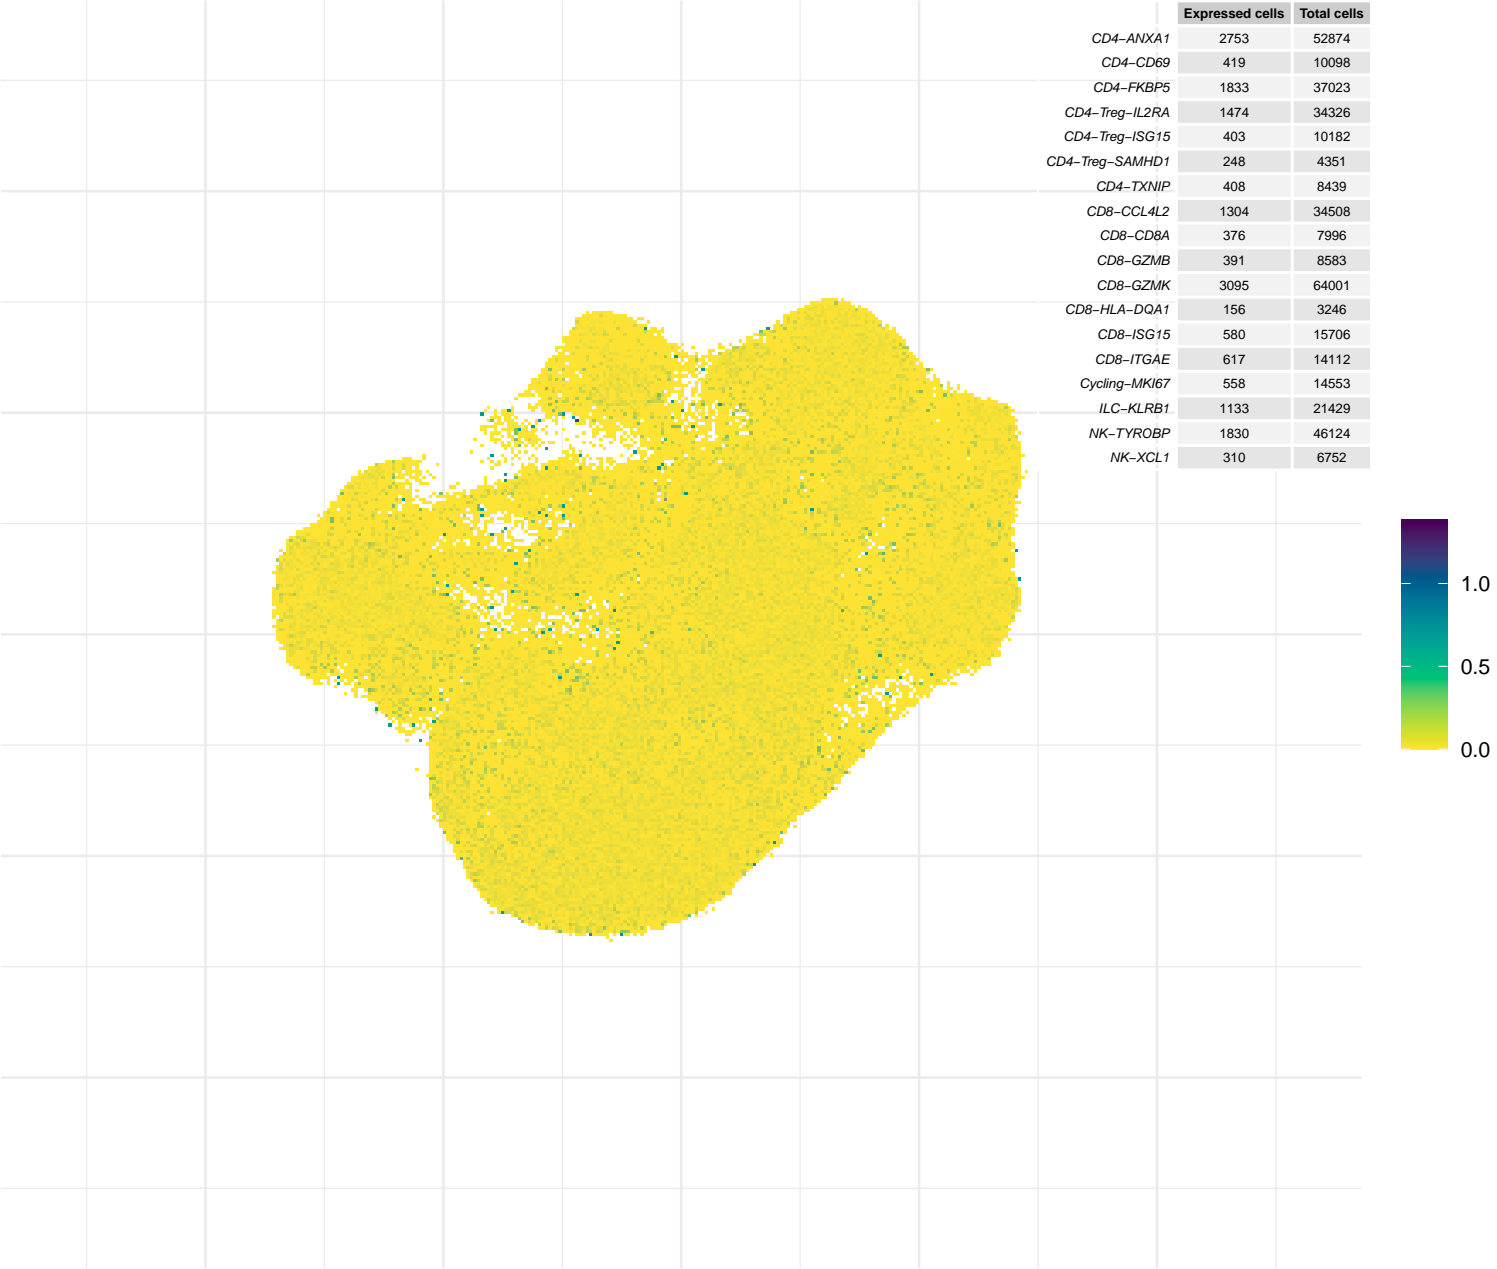 Expressed cells Total cells
CD4−ANXA1 2753 52874
CD4−CD69 419 10098
CD4−FKBP5 1833 37023
CD4−Treg−IL2RA 1474 34326
CD4−Treg−ISG15 403 10182
CD4−Treg−SAMHD1 248 4351
CD4−TXNIP 408 8439
CD8−CCL4L2 1304 34508
CD8−CD8A 376 7996
CD8−GZMB 391 8583
CD8−GZMK 3095 64001
CD8−HLA−DQA1 156 3246
CD8−ISG15 580 15706
CD8−ITGAE 617 14112
Cycling−MKI67 558 14553
ILC−KLRB1 1133 21429
NK−TYROBP 1830 46124
NK−XCL1 310 6752
1.0
0.5
0.0